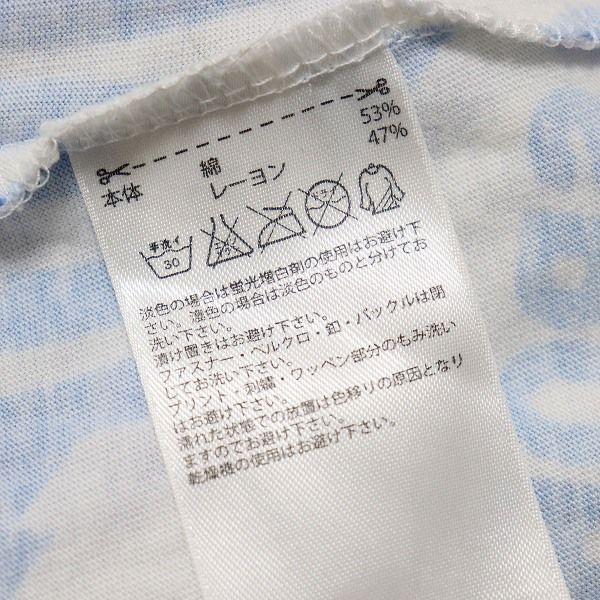 本体 綿 53%
レーヨン 47%
手洗イ
30
淡色の場合は蛍光増白剤の使用はお避け下
さい。濃色の場合は淡色のものと分けてお
洗い下さい。
漬け置きはお避け下さい。
ファスナー・ベルクロ・釦・バックルは閉
じてお洗い下さい。
プリント・刺繍・ワッペン部分のもみ洗い
はお避け下さい。
濡れた状態での放置は色移りの原因となり
ますのでお避け下さい。
乾燥機の使用はお避け下さい。